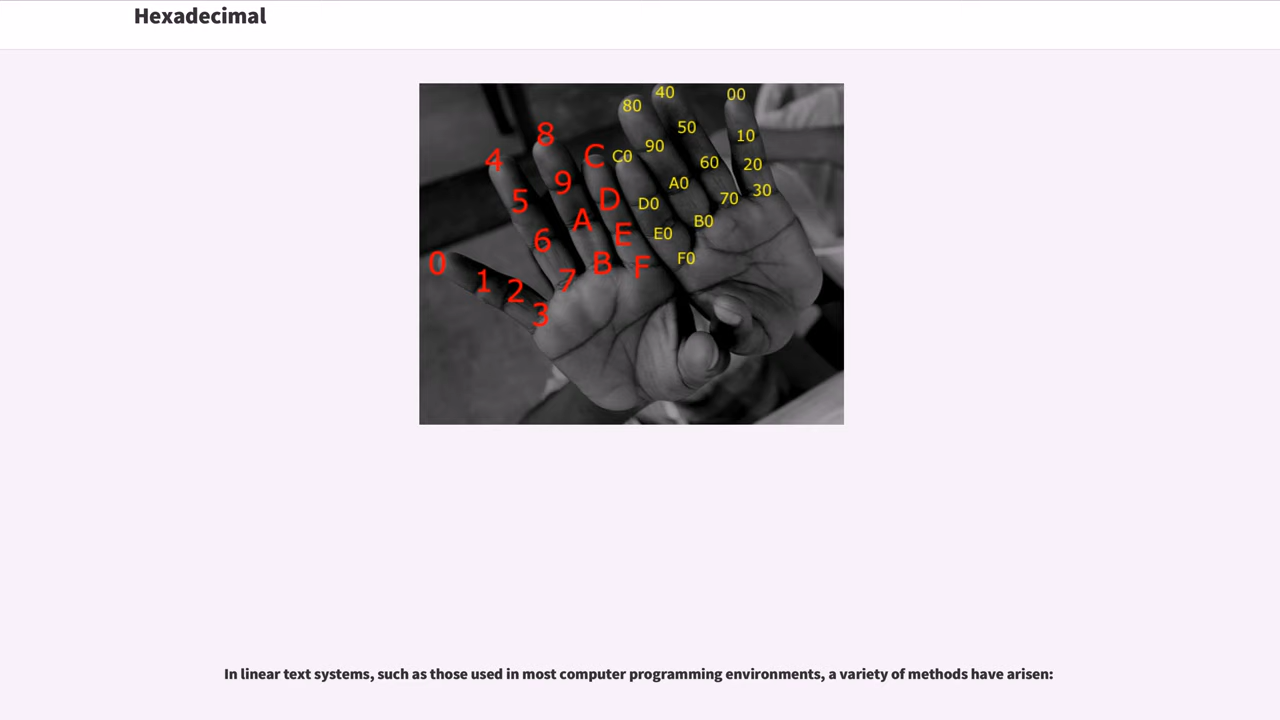 Hexadecimal
0
1
2
3
4
5
6
7
8
9
A
B
C
D
E
F
00
10
20
30
40
50
60
70
80
90
A0
B0
C0
D0
E0
F0
In linear text systems, such as those used in most computer programming environments, a variety of methods have arisen: